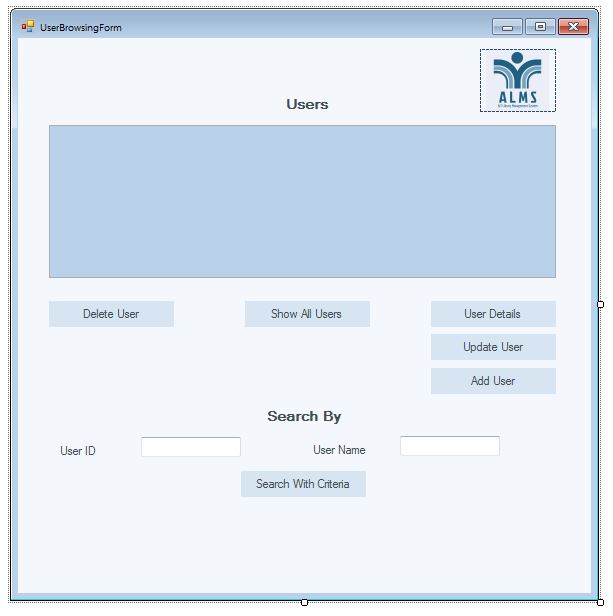 UserBrowsingForm
ALMS
Users
Delete User
Show All Users
User Details
Update User
Add User
Search By
User ID
User Name
Search With Criteria